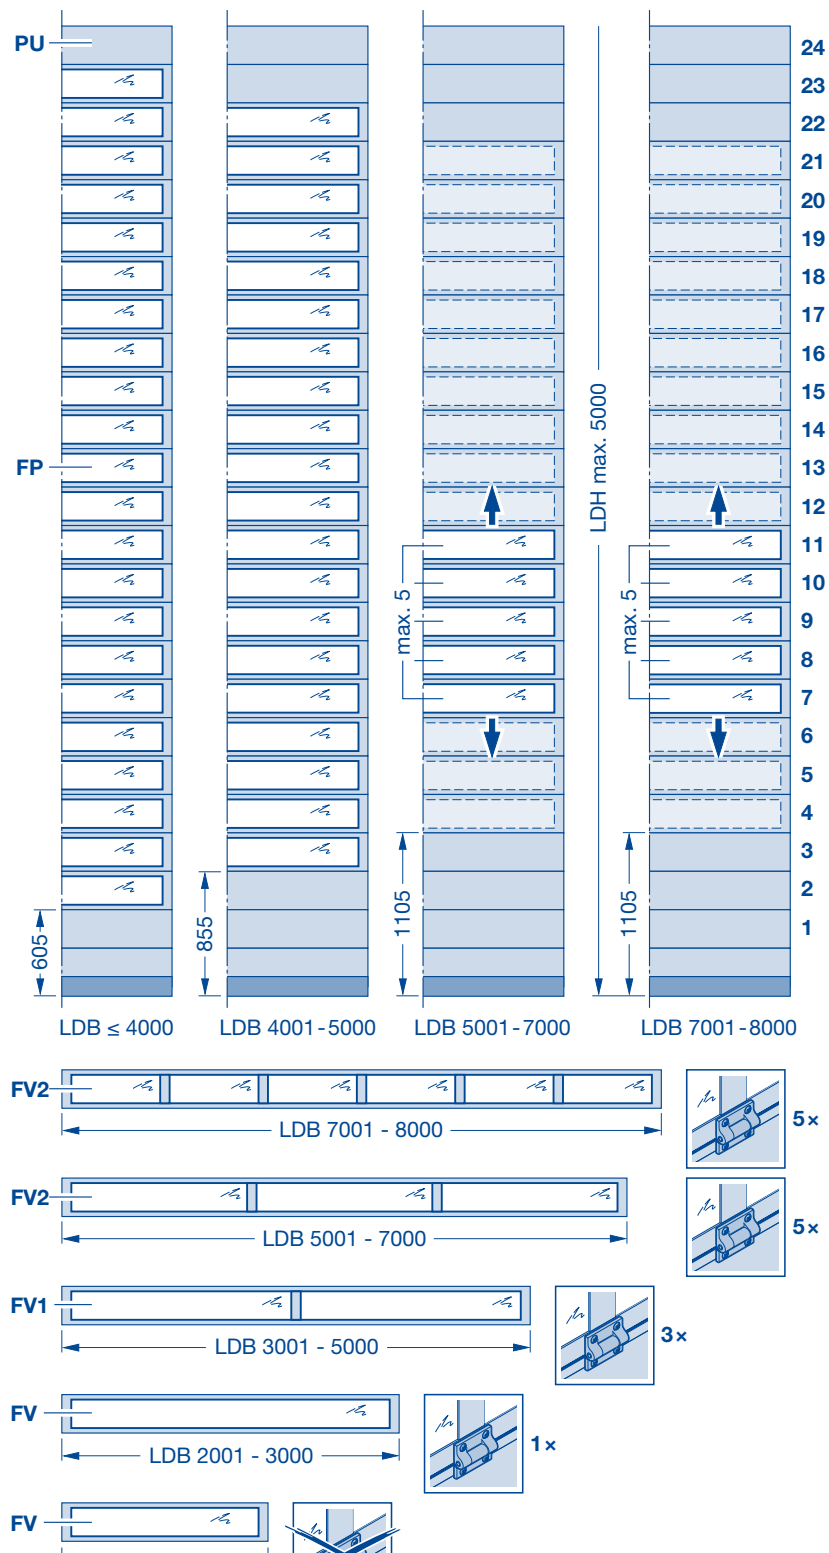 PU
24
23
22
21
20
19
18
17
16
15
14
FP
13
12
11
10
9
8
7
6
5
4
3
2
1
max. 5
max. 5
LDH max. 5000
605
855
1105
1105
LDB ≤ 4000
LDB 4001-5000
LDB 5001-7000
LDB 7001-8000
FV2
5×
LDB 7001 - 8000
FV2
5×
LDB 5001 - 7000
FV1
3×
LDB 3001 - 5000
FV
1×
LDB 2001 - 3000
FV